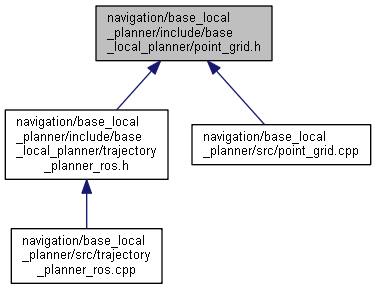 navigation/base_local
_planner/include/base
_local_planner/point_grid.h
navigation/base_local
_planner/include/base
_local_planner/trajectory
_planner_ros.h
navigation/base_local
_planner/src/point_grid.cpp
navigation/base_local
_planner/src/trajectory
_planner_ros.cpp